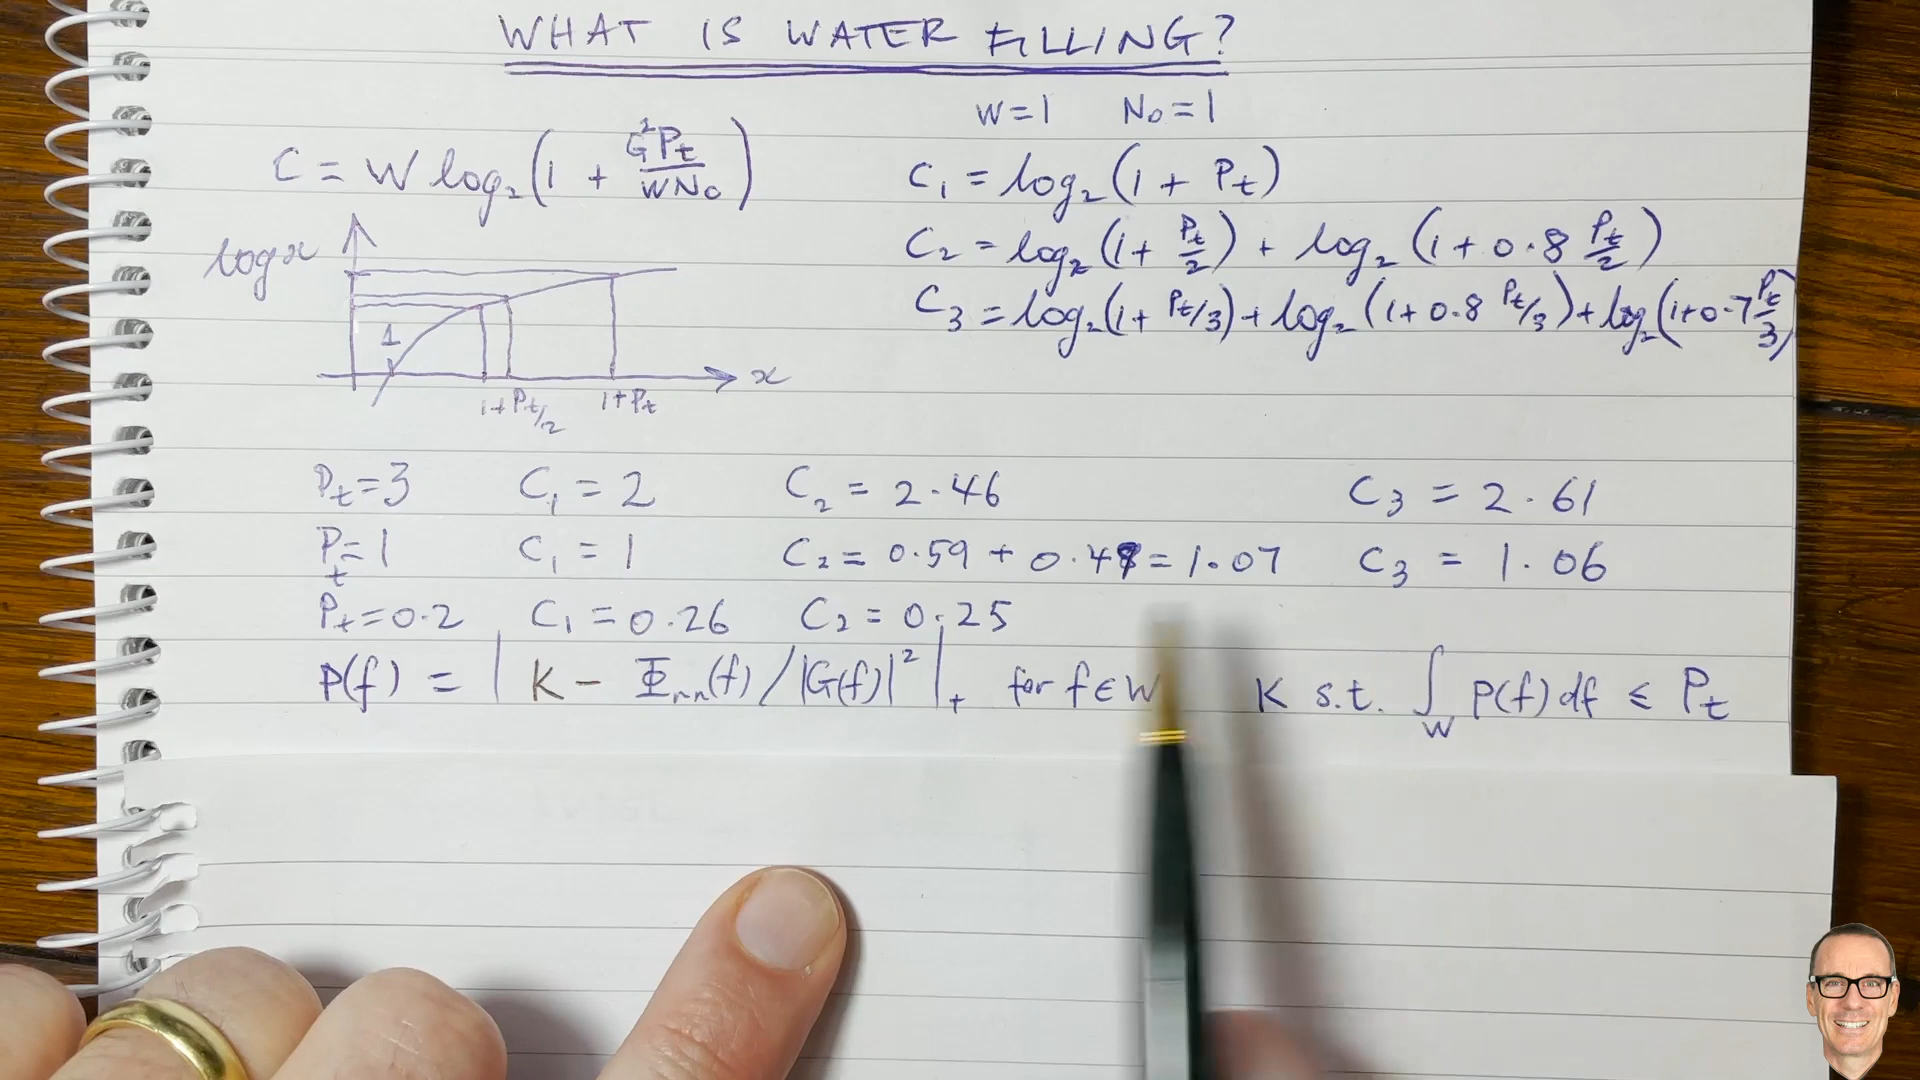 WHAT IS WATER FILLING?
W=1 N₀=1
C = W log₂(1 + G²Pt/WN₀)
C₁ = log₂(1 + Pt)
C₂ = log₂(1 + Pt/2) + log₂(1 + 0.8 Pt/2)
C₃ = log₂(1 + Pt/3) + log₂(1 + 0.8 Pt/3) + log₂(1+0.7 Pt/3)
log x
1
x
1+Pt/2 1+Pt
Pt=3 C₁ = 2 C₂ = 2.46 C₃ = 2.61
Pt=1 C₁ = 1 C₂ = 0.59 + 0.48 = 1.07 C₃ = 1.06
Pt=0.2 C₁ = 0.26 C₂ = 0.25
P(f) = | K − Φnn(f) / |G(f)|² |₊ for f ∈ W K s.t. ∫W P(f) df ≤ Pt